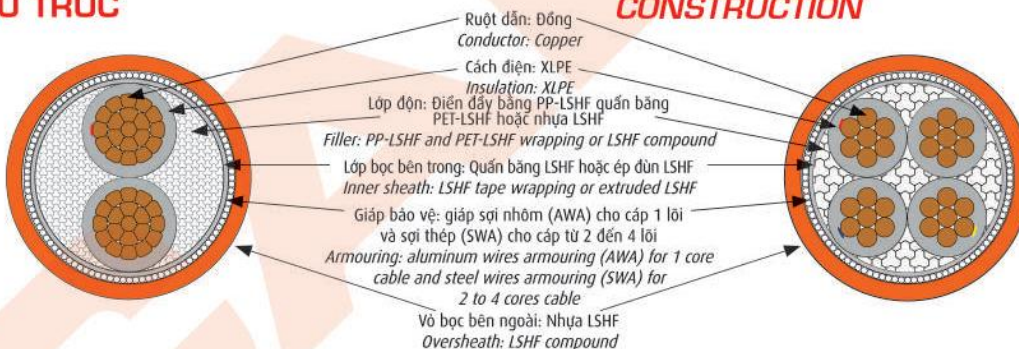 TRÚC
CONSTRUCTION
Ruột dẫn: Đồng
Conductor: Copper
Cách điện: XLPE
Insulation: XLPE
Lớp độn: Điền đầy bằng PP-LSHF quấn băng
PET-LSHF hoặc nhựa LSHF
Filler: PP-LSHF and PET-LSHF wrapping or LSHF compound
Lớp bọc bên trong: Quấn băng LSHF hoặc ép đùn LSHF
Inner sheath: LSHF tape wrapping or extruded LSHF
Giáp bảo vệ: giáp sợi nhôm (AWA) cho cáp 1 lõi
và sợi thép (SWA) cho cáp từ 2 đến 4 lõi
Armouring: aluminum wires armouring (AWA) for 1 core
cable and steel wires armouring (SWA) for
2 to 4 cores cable
Vỏ bọc bên ngoài: Nhựa LSHF
Oversheath: LSHF compound